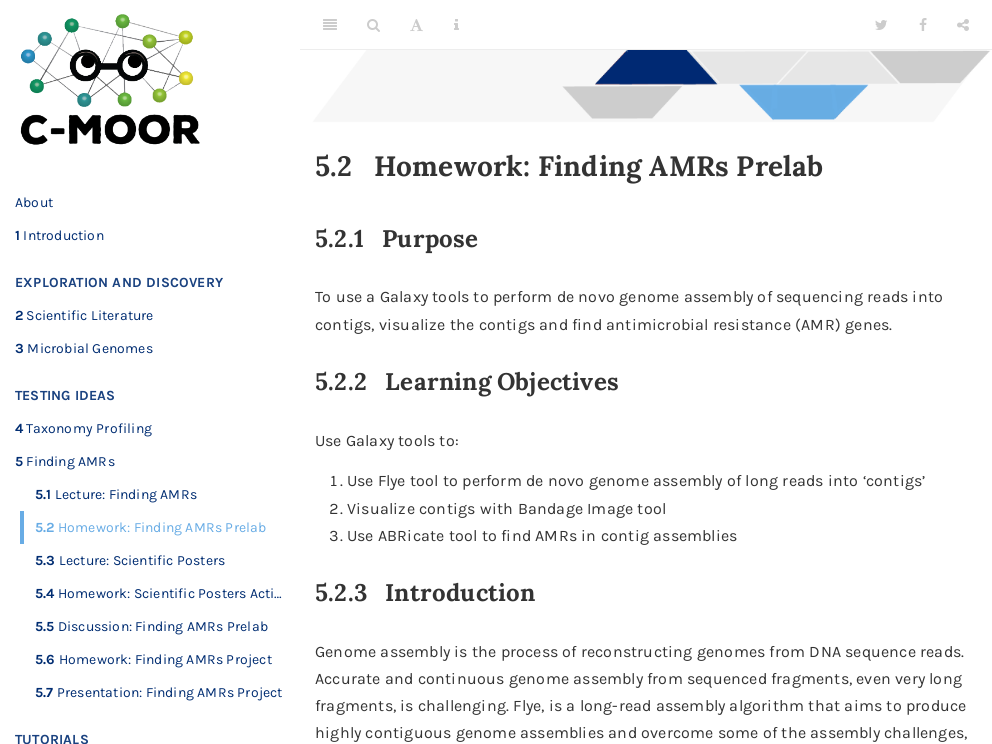 C-MOOR
About
1 Introduction
EXPLORATION AND DISCOVERY
2 Scientific Literature
3 Microbial Genomes
TESTING IDEAS
4 Taxonomy Profiling
5 Finding AMRs
5.1 Lecture: Finding AMRs
5.2 Homework: Finding AMRs Prelab
5.3 Lecture: Scientific Posters
5.4 Homework: Scientific Posters Acti…
5.5 Discussion: Finding AMRs Prelab
5.6 Homework: Finding AMRs Project
5.7 Presentation: Finding AMRs Project
TUTORIALS
5.2 Homework: Finding AMRs Prelab
5.2.1 Purpose
To use a Galaxy tools to perform de novo genome assembly of sequencing reads into
contigs, visualize the contigs and find antimicrobial resistance (AMR) genes.
5.2.2 Learning Objectives
Use Galaxy tools to:
1. Use Flye tool to perform de novo genome assembly of long reads into ‘contigs’
2. Visualize contigs with Bandage Image tool
3. Use ABRicate tool to find AMRs in contig assemblies
5.2.3 Introduction
Genome assembly is the process of reconstructing genomes from DNA sequence reads.
Accurate and continuous genome assembly from sequenced fragments, even very long
fragments, is challenging. Flye, is a long-read assembly algorithm that aims to produce
highly contiguous genome assemblies and overcome some of the assembly challenges,